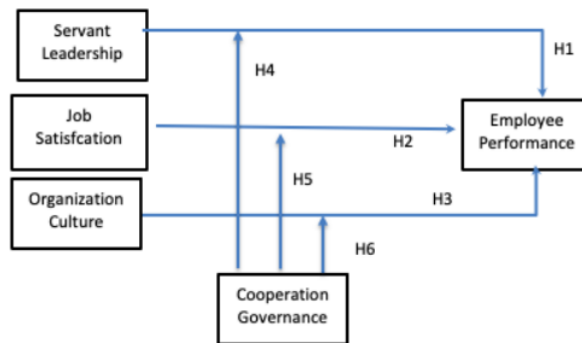 Servant
Leadership
H1
H4
Job
Satisfcation
Employee
Performance
H2
H5
Organization
Culture
H3
H6
Cooperation
Governance